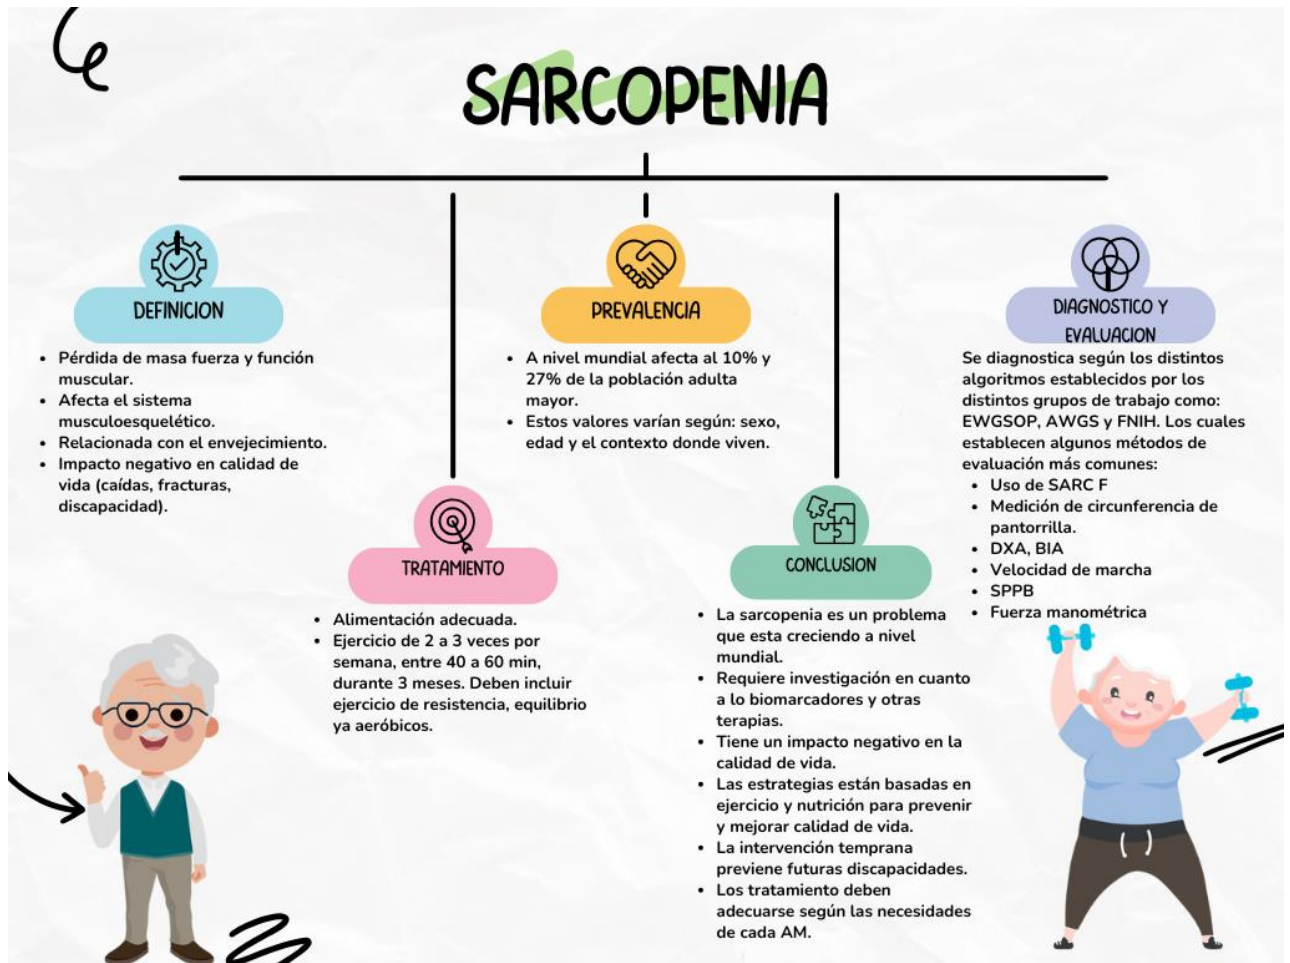 SARCOPENIA
DEFINICION
• Pérdida de masa fuerza y función
muscular.
• Afecta el sistema
musculoesquelético.
• Relacionada con el envejecimiento.
• Impacto negativo en calidad de
vida (caídas, fracturas,
discapacidad).
TRATAMIENTO
• Alimentación adecuada.
• Ejercicio de 2 a 3 veces por
semana, entre 40 a 60 min,
durante 3 meses. Deben incluir
ejercicio de resistencia, equilibrio
ya aeróbicos.
PREVALENCIA
• A nivel mundial afecta al 10% y
27% de la población adulta
mayor.
• Estos valores varían según: sexo,
edad y el contexto donde viven.
CONCLUSION
• La sarcopenia es un problema
que esta creciendo a nivel
mundial.
• Requiere investigación en cuanto
a lo biomarcadores y otras
terapias.
• Tiene un impacto negativo en la
calidad de vida.
• Las estrategias están basadas en
ejercicio y nutrición para prevenir
y mejorar calidad de vida.
• La intervención temprana
previene futuras discapacidades.
• Los tratamiento deben
adecuarse según las necesidades
de cada AM.
DIAGNOSTICO Y
EVALUACION
Se diagnostica según los distintos
algoritmos establecidos por los
distintos grupos de trabajo como:
EWGSOP, AWGS y FNIH. Los cuales
establecen algunos métodos de
evaluación más comunes:
• Uso de SARC F
• Medición de circunferencia de
pantorrilla.
• DXA, BIA
• Velocidad de marcha
• SPPB
• Fuerza manométrica